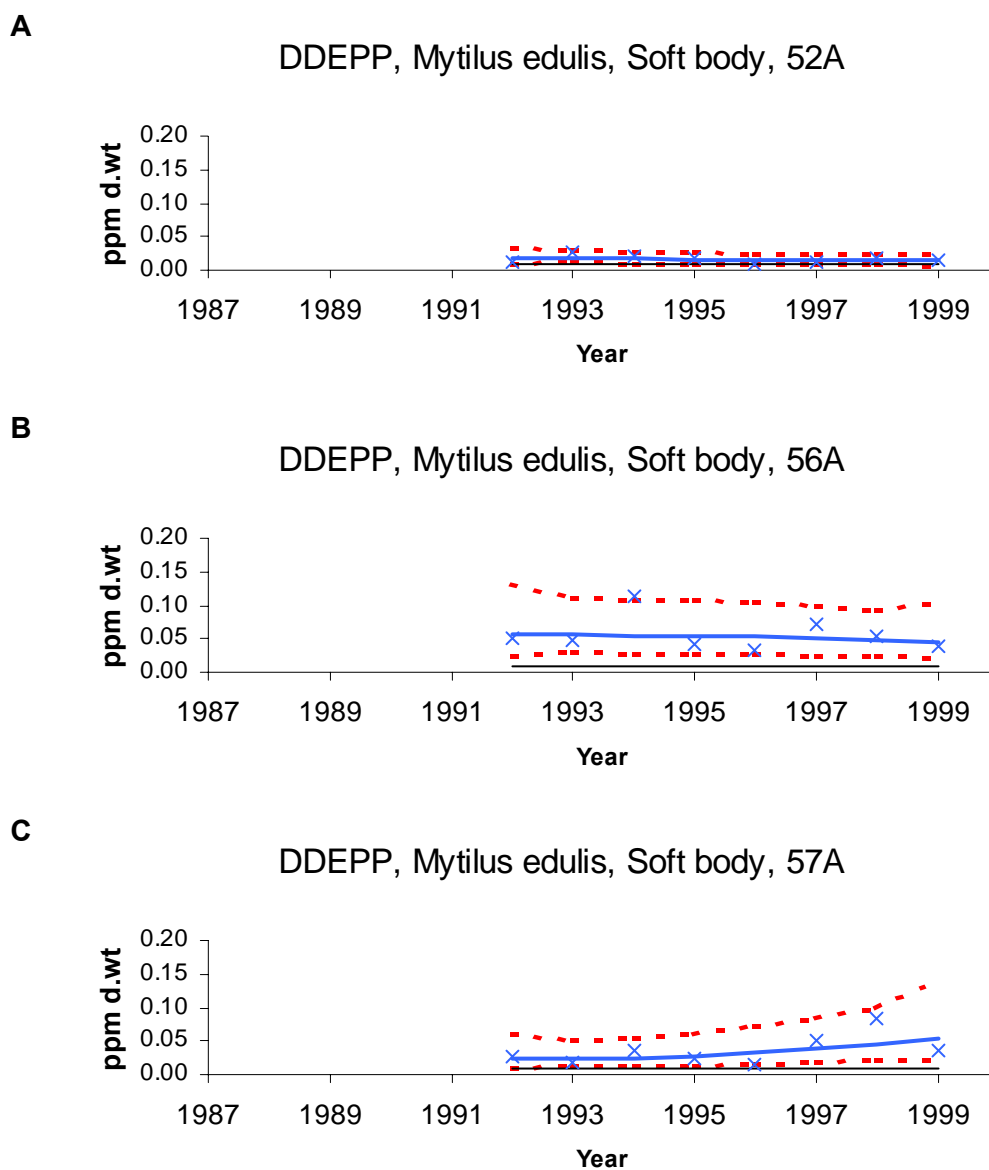 A
DDEPP, Mytilus edulis, Soft body, 52A
ppm d.wt
0.20
0.15
0.10
0.05
0.00
1987 1989 1991 1993 1995 1997 1999
Year
B
DDEPP, Mytilus edulis, Soft body, 56A
ppm d.wt
0.20
0.15
0.10
0.05
0.00
1987 1989 1991 1993 1995 1997 1999
Year
C
DDEPP, Mytilus edulis, Soft body, 57A
ppm d.wt
0.20
0.15
0.10
0.05
0.00
1987 1989 1991 1993 1995 1997 1999
Year